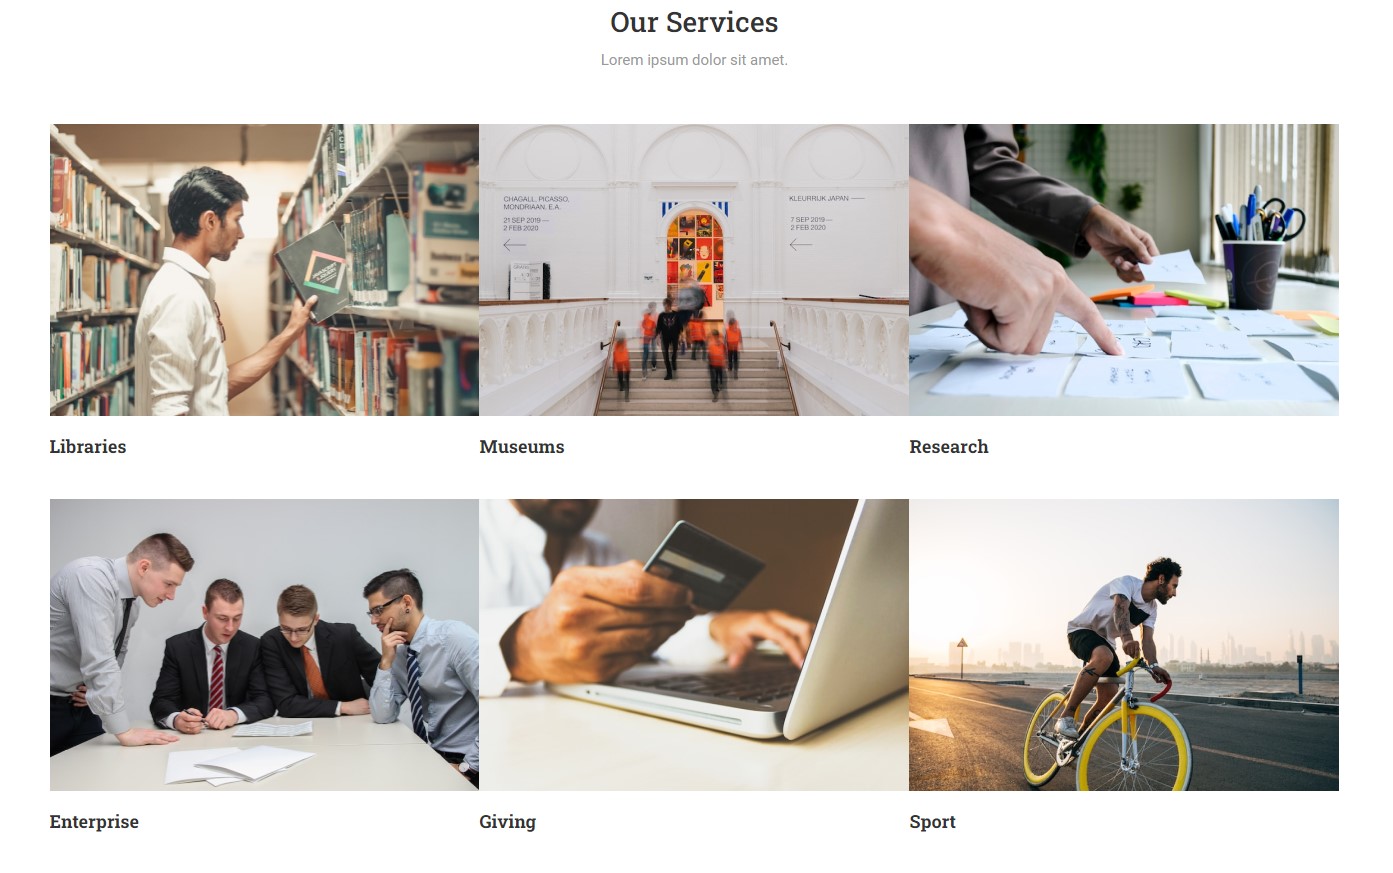 Our Services
Lorem ipsum dolor sit amet.
CHAGALL, PICASSO,
MONDRIAAN, E.A.
21 SEP 2019 —
2 FEB 2020
KLEURRIJK JAPAN —
7 SEP 2019 —
2 FEB 2020
Libraries
Museums
Research
Enterprise
Giving
Sport